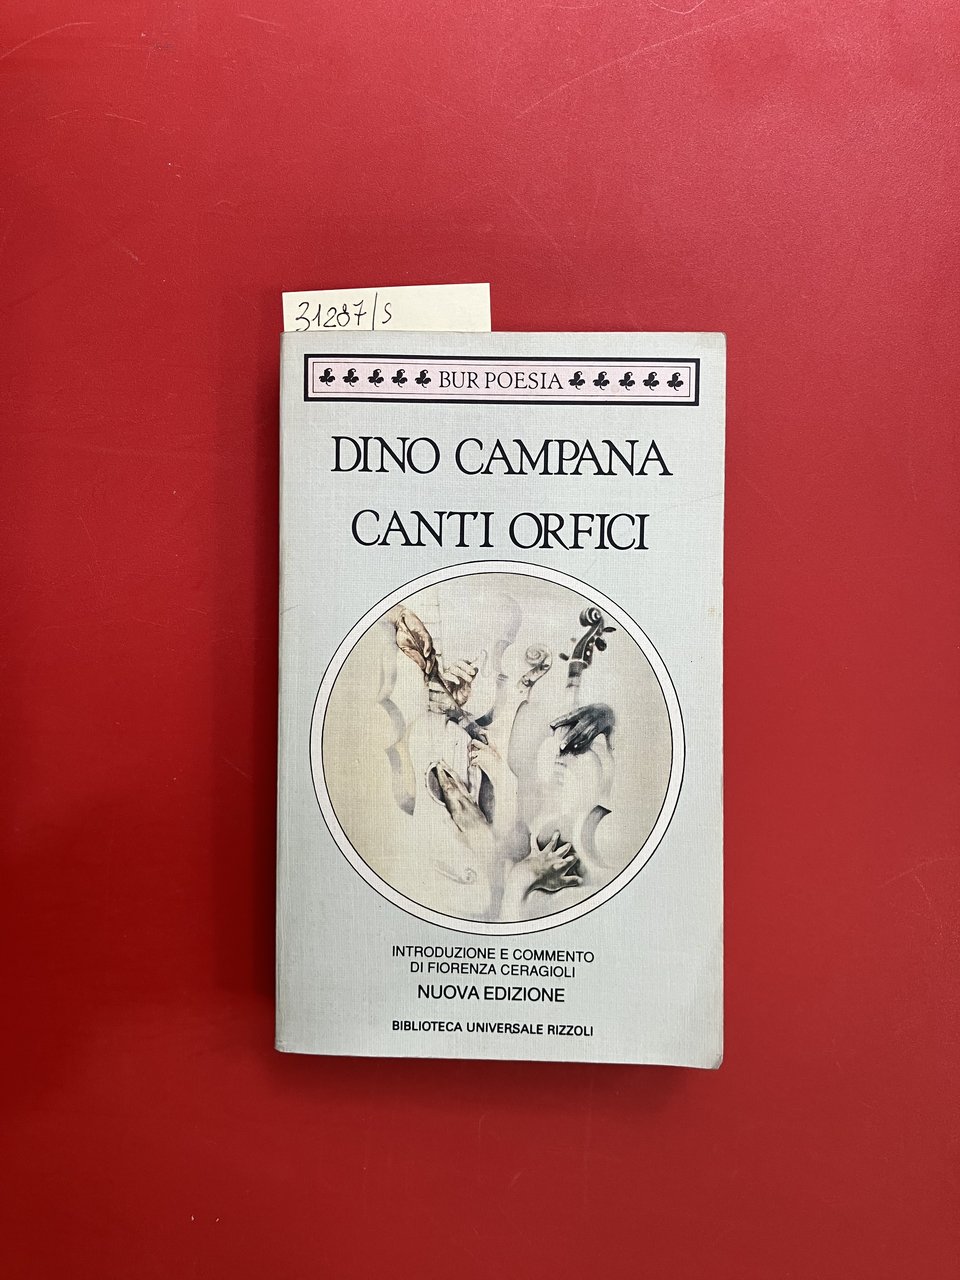 31287/s
BUR POESIA
DINO CAMPANA
CANTI ORFICI
INTRODUZIONE E COMMENTO
DI FIORENZA CERAGIOLI
NUOVA EDIZIONE
BIBLIOTECA UNIVERSALE RIZZOLI